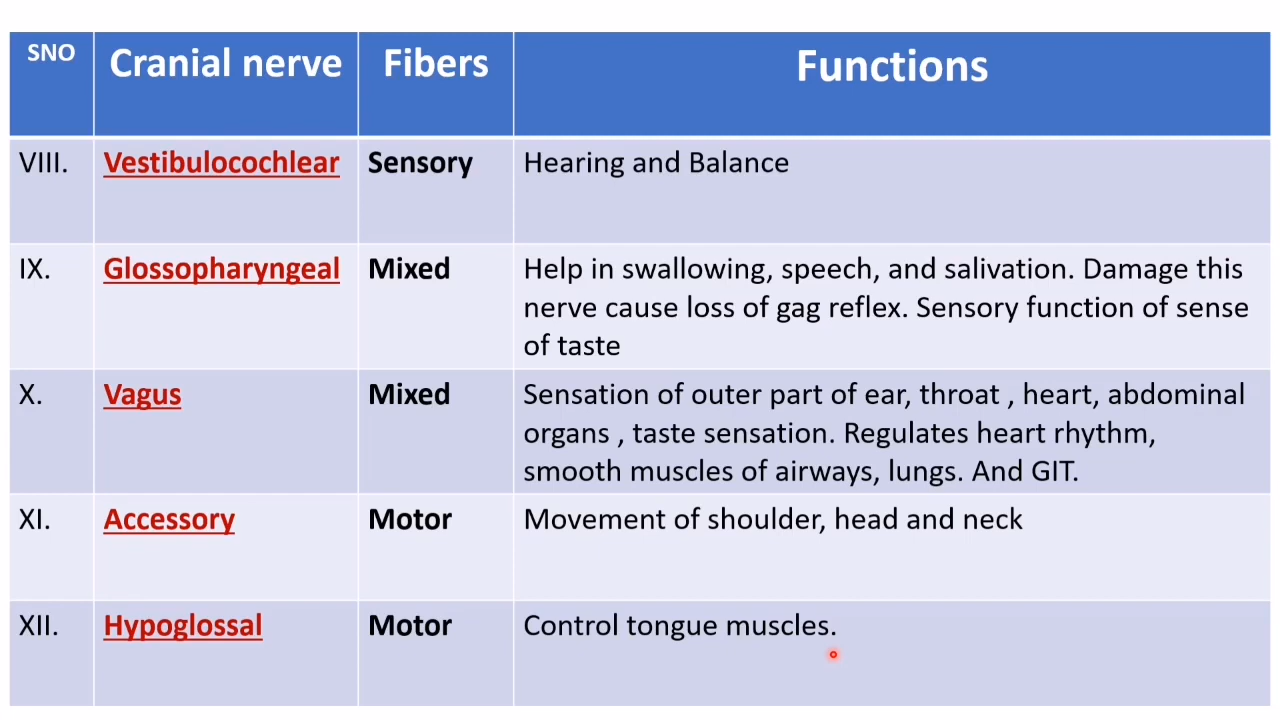 SNO Cranial nerve Fibers Functions
VIII. Vestibulocochlear Sensory Hearing and Balance
IX. Glossopharyngeal Mixed Help in swallowing, speech, and salivation. Damage this
nerve cause loss of gag reflex. Sensory function of sense
of taste
X. Vagus Mixed Sensation of outer part of ear, throat , heart, abdominal
organs , taste sensation. Regulates heart rhythm,
smooth muscles of airways, lungs. And GIT.
XI. Accessory Motor Movement of shoulder, head and neck
XII. Hypoglossal Motor Control tongue muscles.